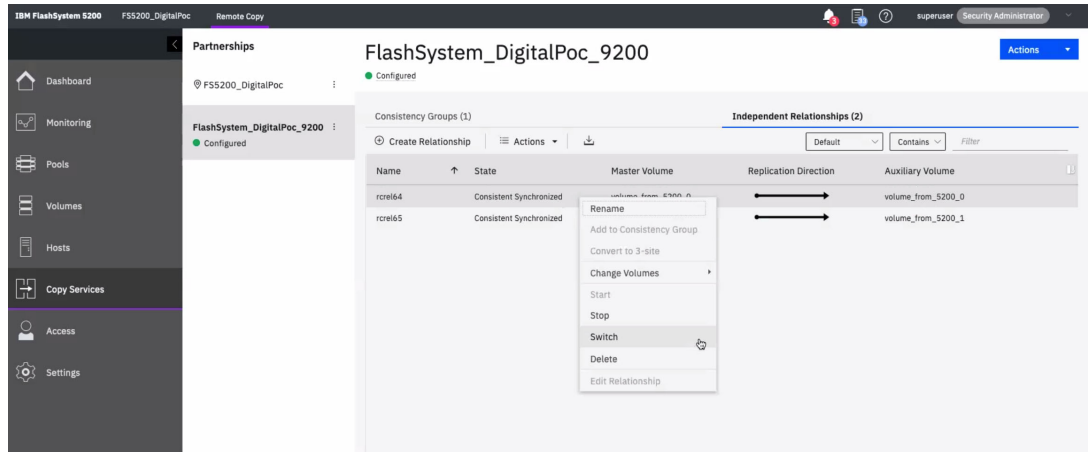 IBM FlashSystem 5200 FS5200_DigitalPoc Remote Copy 3 33 superuser Security Administrator
Partnerships
FS5200_DigitalPoc
FlashSystem_DigitalPoc_9200
Configured
Dashboard
Monitoring
Pools
Volumes
Hosts
Copy Services
Access
Settings
FlashSystem_DigitalPoc_9200
Configured
Actions
Consistency Groups (1) Independent Relationships (2)
Create Relationship Actions Default Contains Filter
Name State Master Volume Replication Direction Auxiliary Volume
rcrel64 Consistent Synchronized volume_from_5200_0 volume_from_5200_0
rcrel65 Consistent Synchronized volume_from_5200_1
Rename
Add to Consistency Group
Convert to 3-site
Change Volumes
Start
Stop
Switch
Delete
Edit Relationship